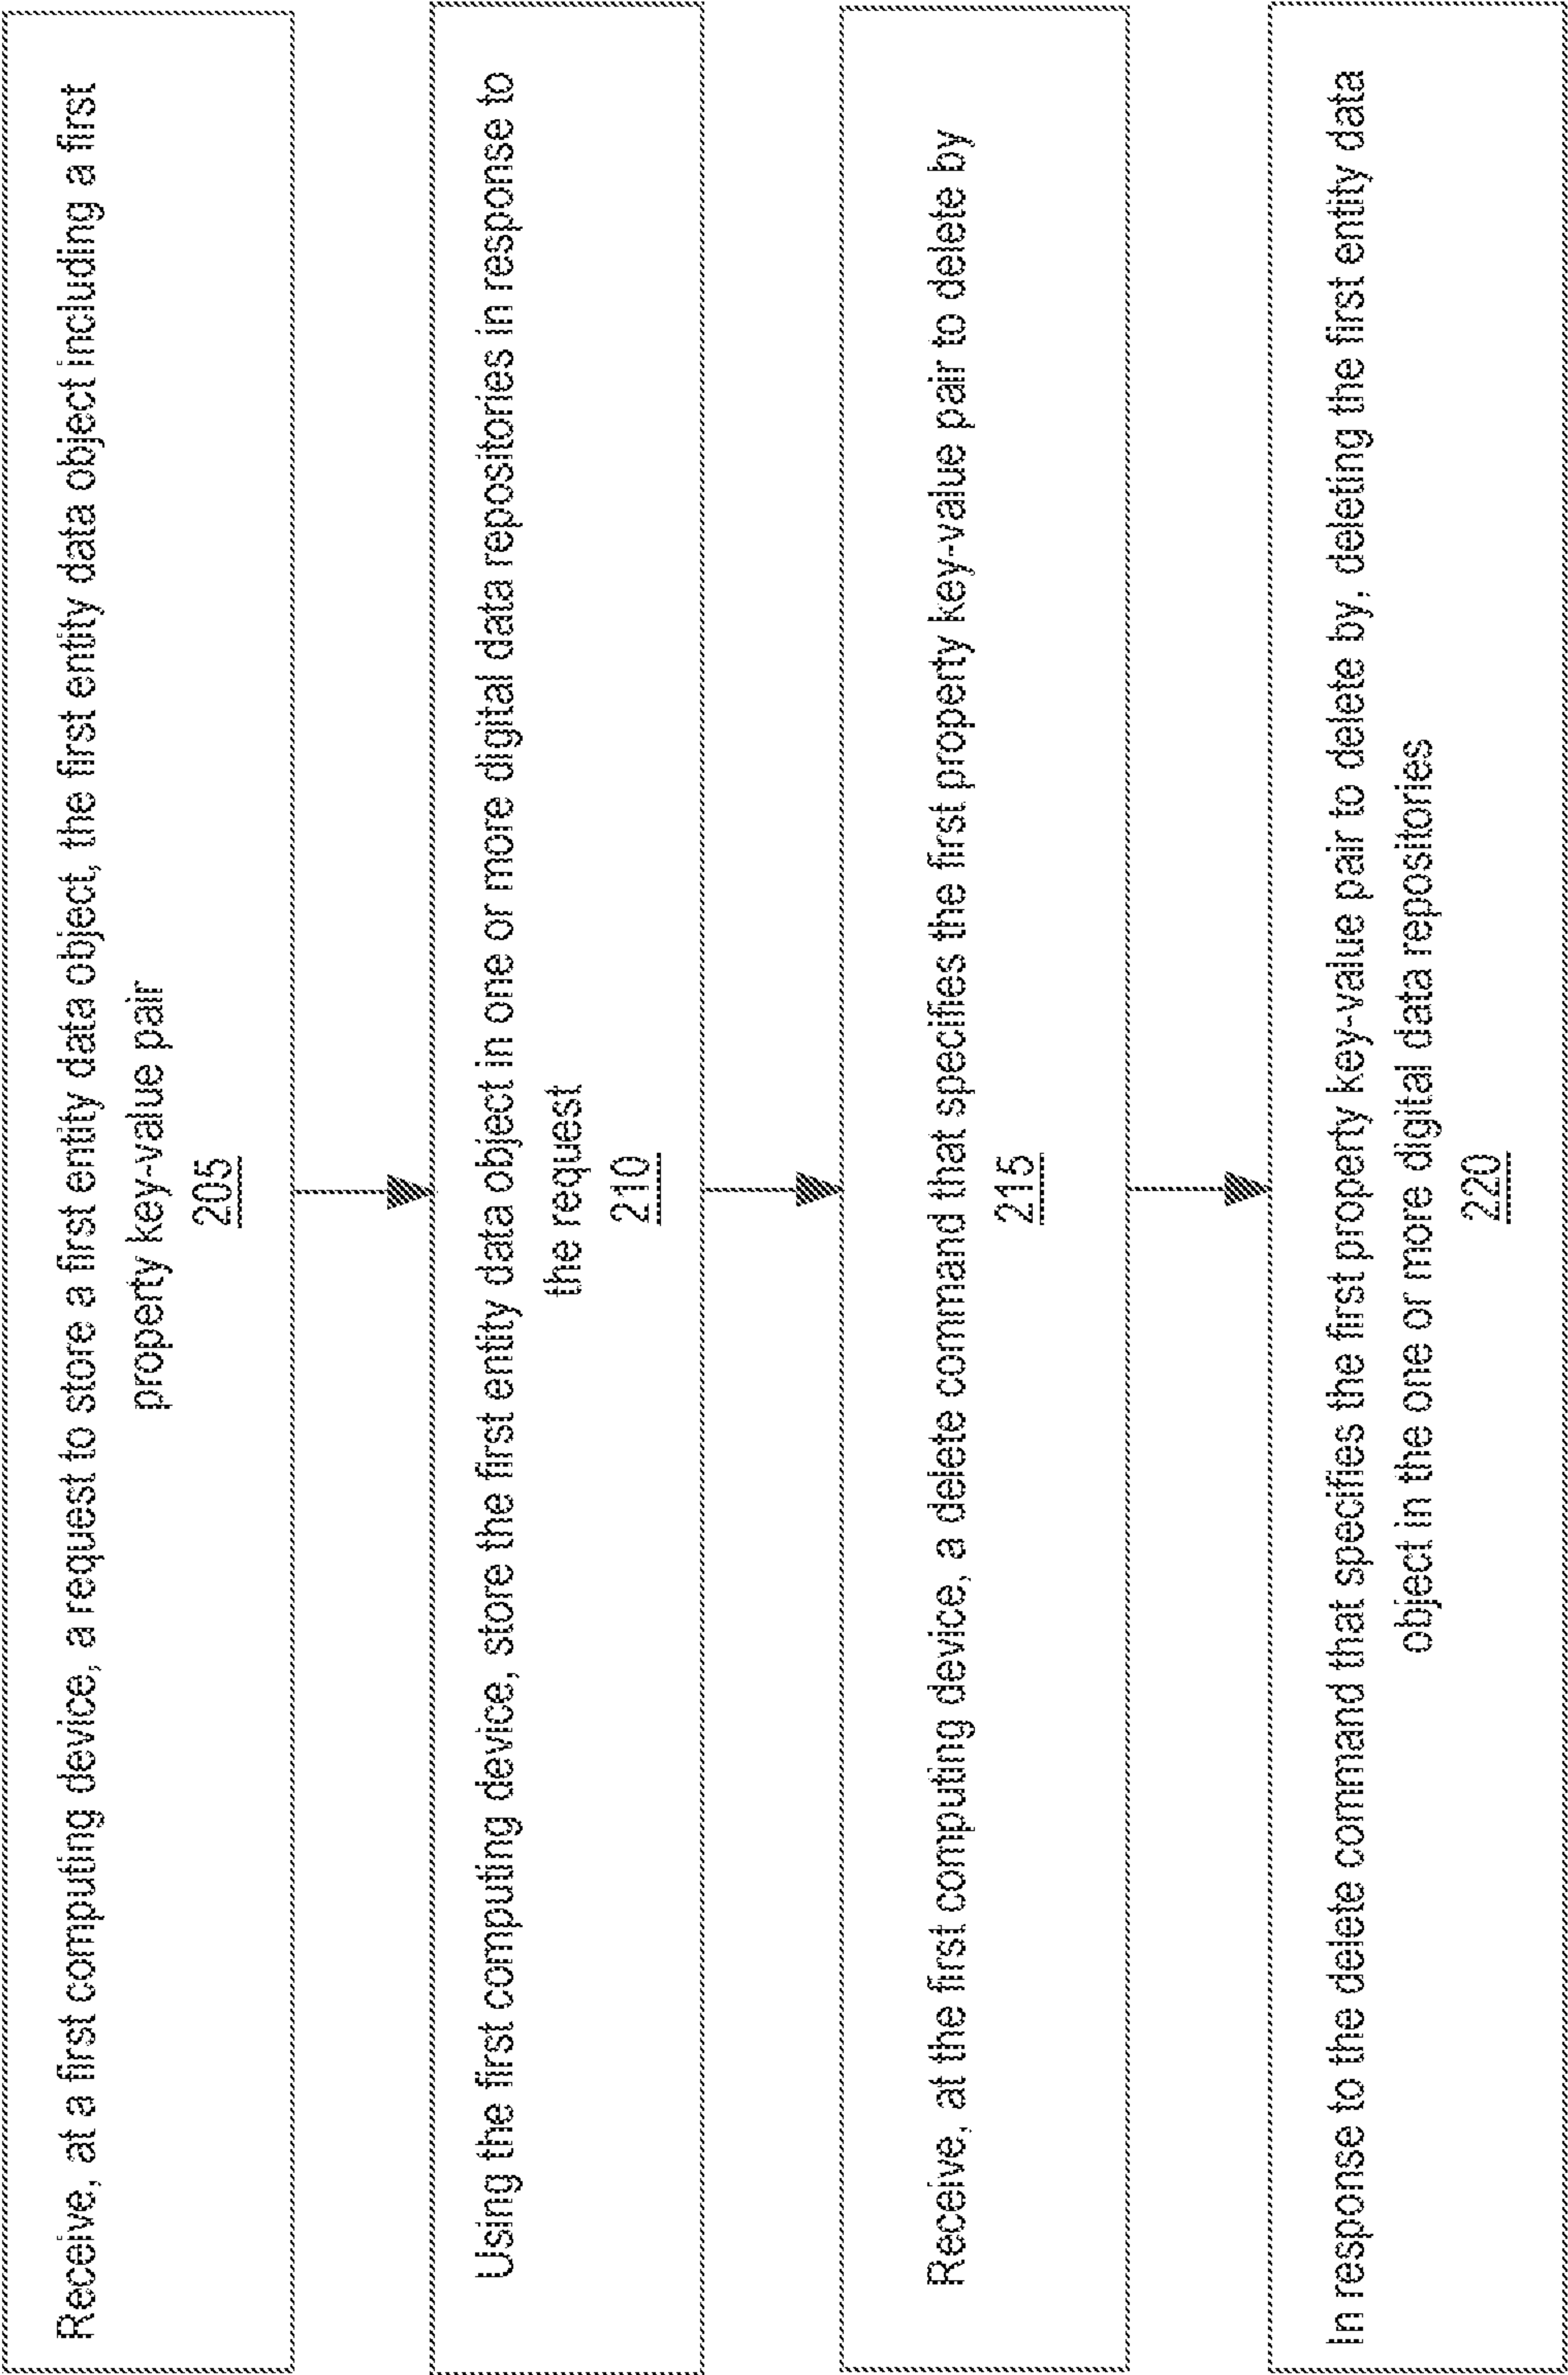 Receive, at a first computing device, a request to store a first entity data object, the first entity data object including a first
property key-value pair
205
Using the first computing device, store the first entity data object in one or more digital data repositories in response to
the request
210
Receive, at the first computing device, a delete command that specifies the first property key-value pair to delete by
215
In response to the delete command that specifies the first property key-value pair to delete by, deleting the first entity data
object in the one or more digital data repositories
220